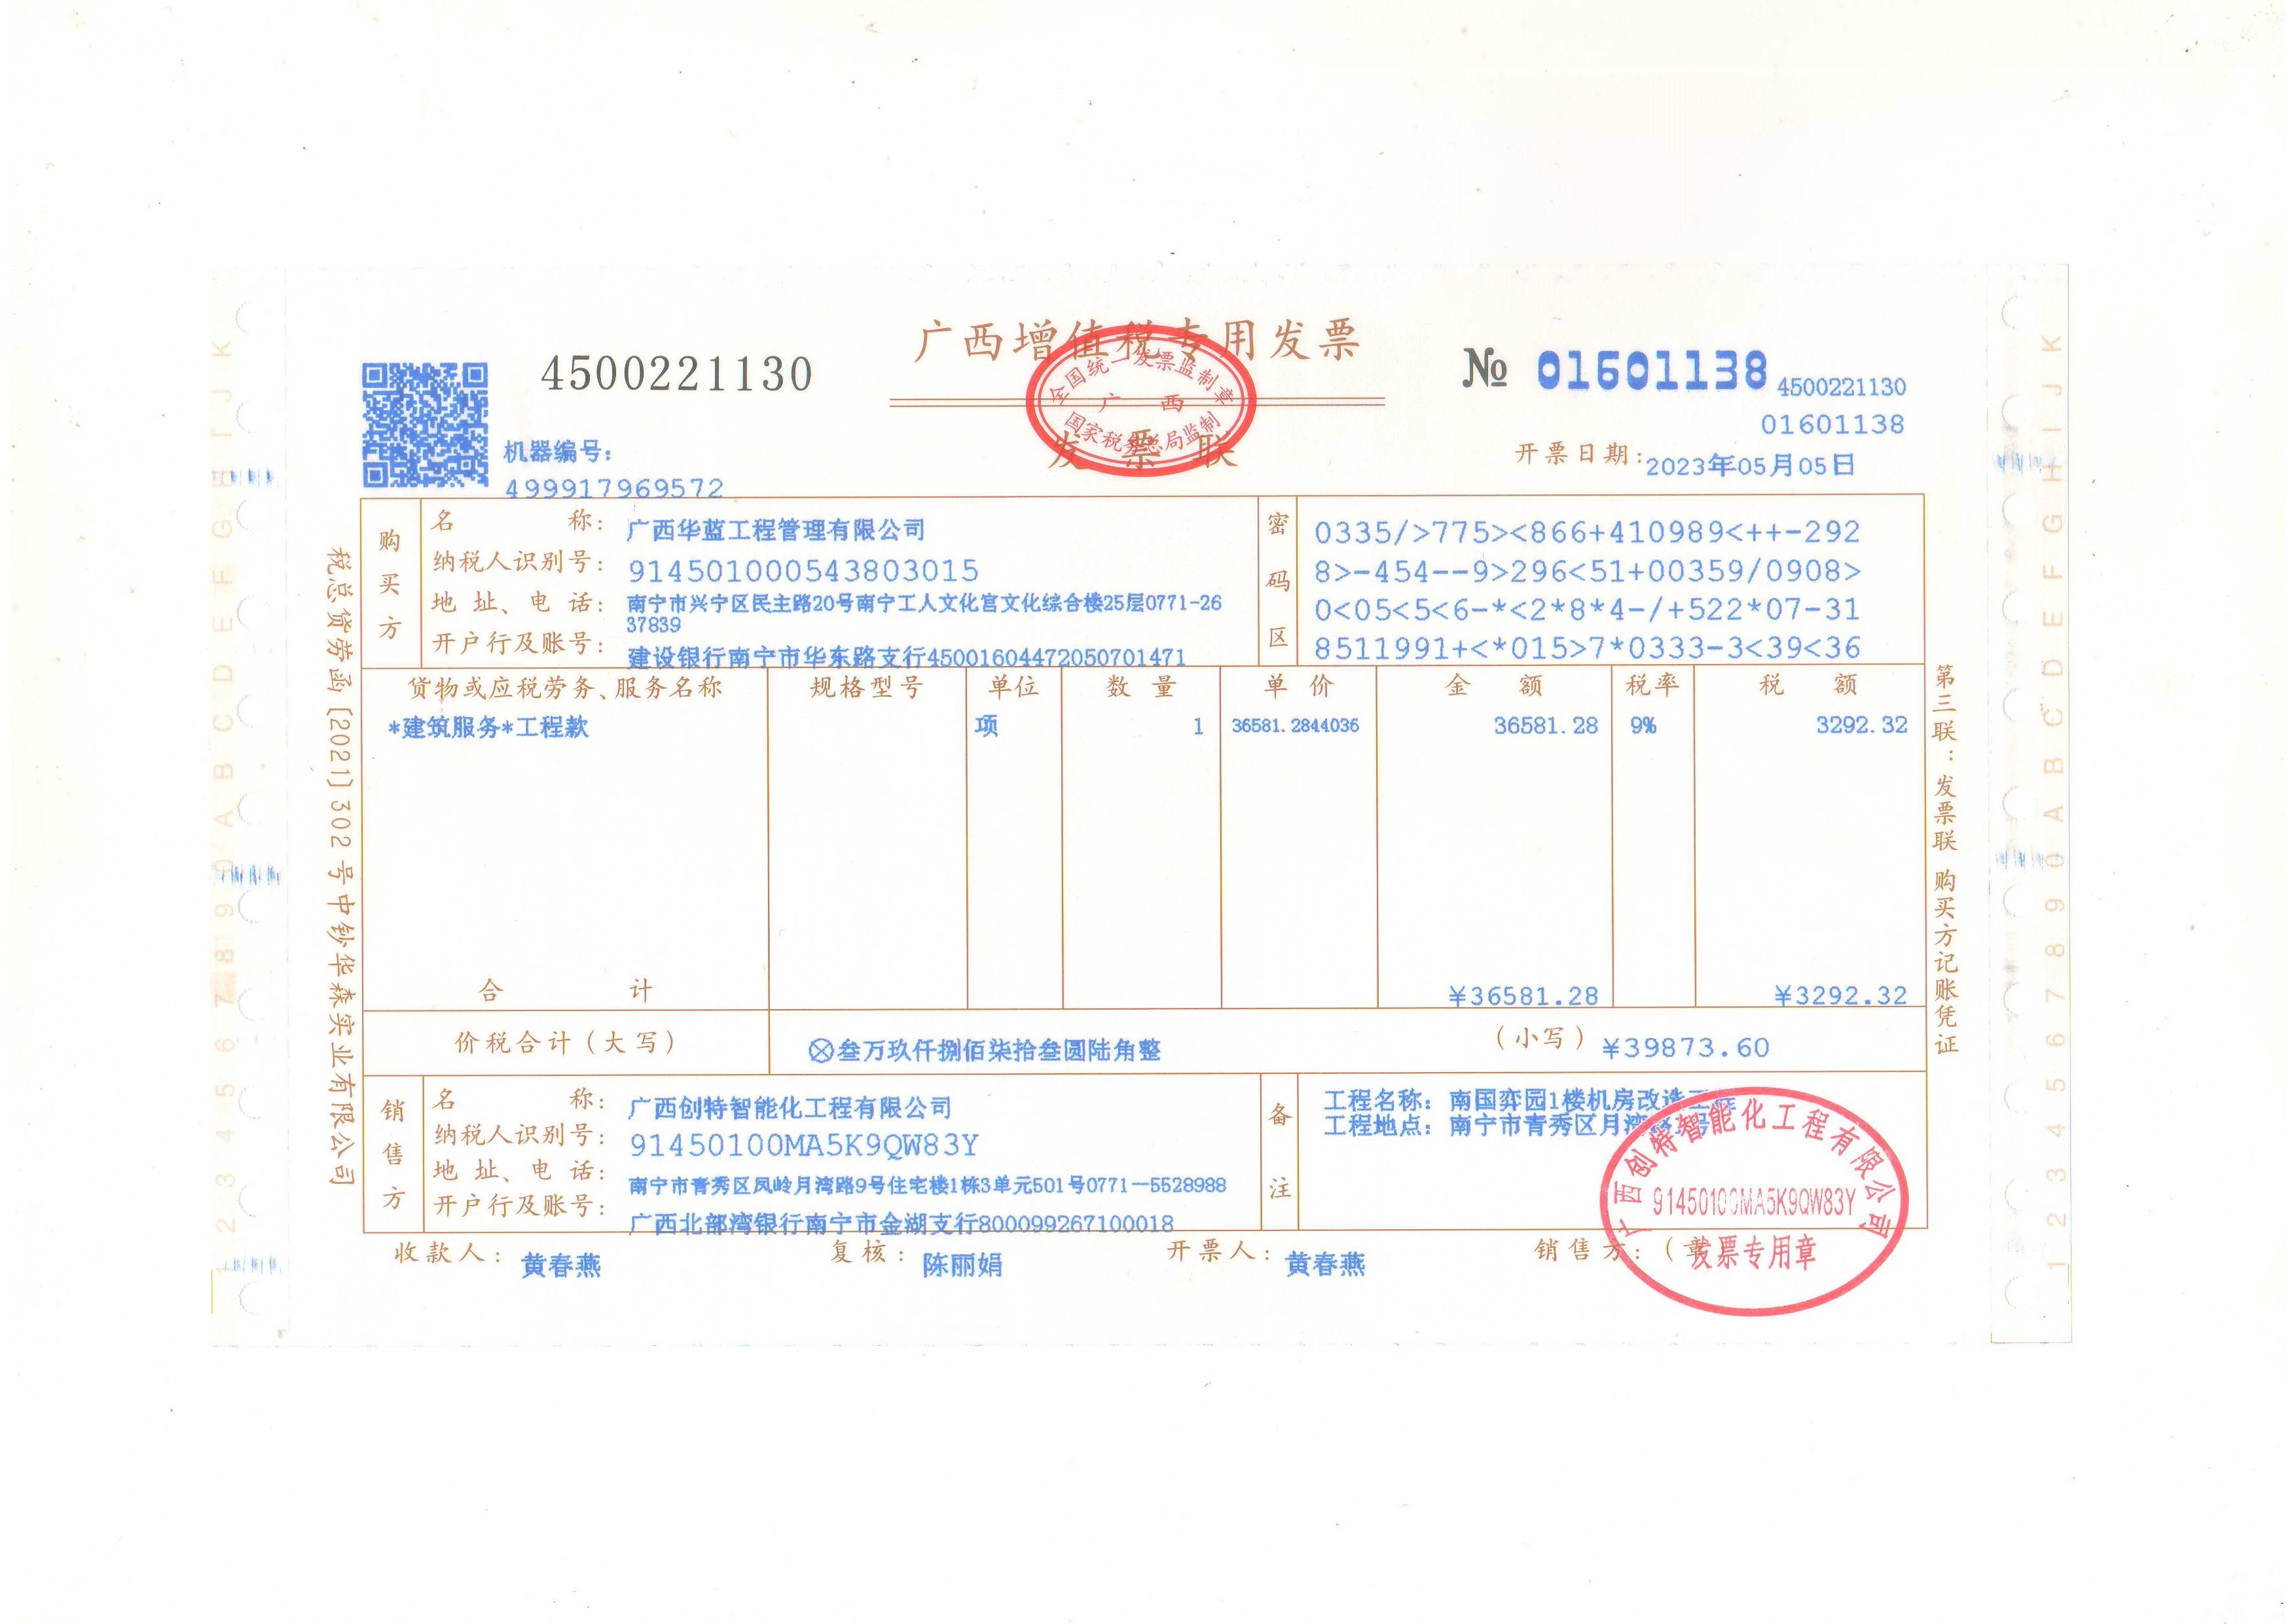 广西增值税专用发票
发票联
全国统一发票监制章
广西
国家税务总局监制
4500221130
№ 01601138
4500221130
01601138
机器编号:
499917969572
开票日期:2023年05月05日
购买方
名称:广西华蓝工程管理有限公司
纳税人识别号:914501000543803015
地址、电话:南宁市兴宁区民主路20号南宁工人文化宫文化综合楼25层0771-26
37839
开户行及账号:建设银行南宁市华东路支行45001604472050701471
密码区
0335/>775><866+410989<++-292
8>-454--9>296<51+00359/0908>
0<05<5<6-*<2*8*4-/+522*07-31
8511991+<*015>7*0333-3<39<36
货物或应税劳务、服务名称 规格型号 单位 数量 单价 金额 税率 税额
*建筑服务*工程款 项 1 36581.2844036 36581.28 9% 3292.32
合计 ¥36581.28 ¥3292.32
价税合计(大写) ⊗叁万玖仟捌佰柒拾叁圆陆角整 (小写) ¥39873.60
销售方
名称:广西创特智能化工程有限公司
纳税人识别号:91450100MA5K9QW83Y
地址、电话:南宁市青秀区凤岭月湾路9号住宅楼1栋3单元501号0771—5528988
开户行及账号:广西北部湾银行南宁市金湖支行800099267100018
备注
工程名称:南国弈园1楼机房改造工程
工程地点:南宁市青秀区月湾路1号
收款人:黄春燕 复核:陈丽娟 开票人:黄春燕 销售方:(章)
广西创特智能化工程有限公司
91450100MA5K9QW83Y
发票专用章
税总货劳函[2021]302号中钞华森实业有限公司
第三联:发票联 购买方记账凭证
1234567890ABCDEFGHIJK
1234567890ABCDEFGHIJK